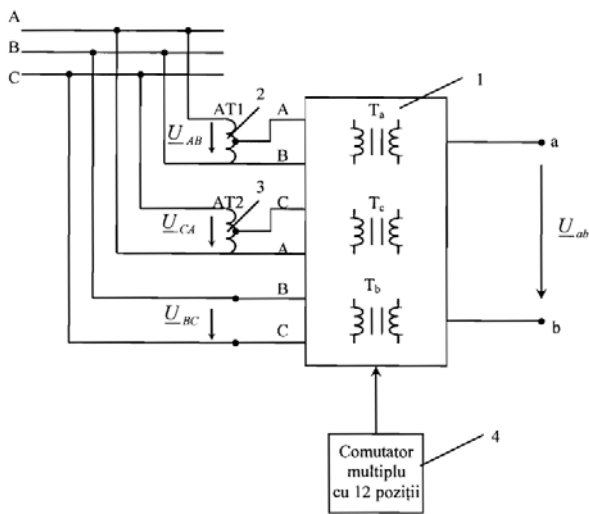 A
B
C
1
AT1
2
A
T_a
U_AB
B
a
AT2
3
C
T_c
U_CA
A
U_ab
B
T_b
U_BC
C
b
4
Comutator
multiplu
cu 12 poziții